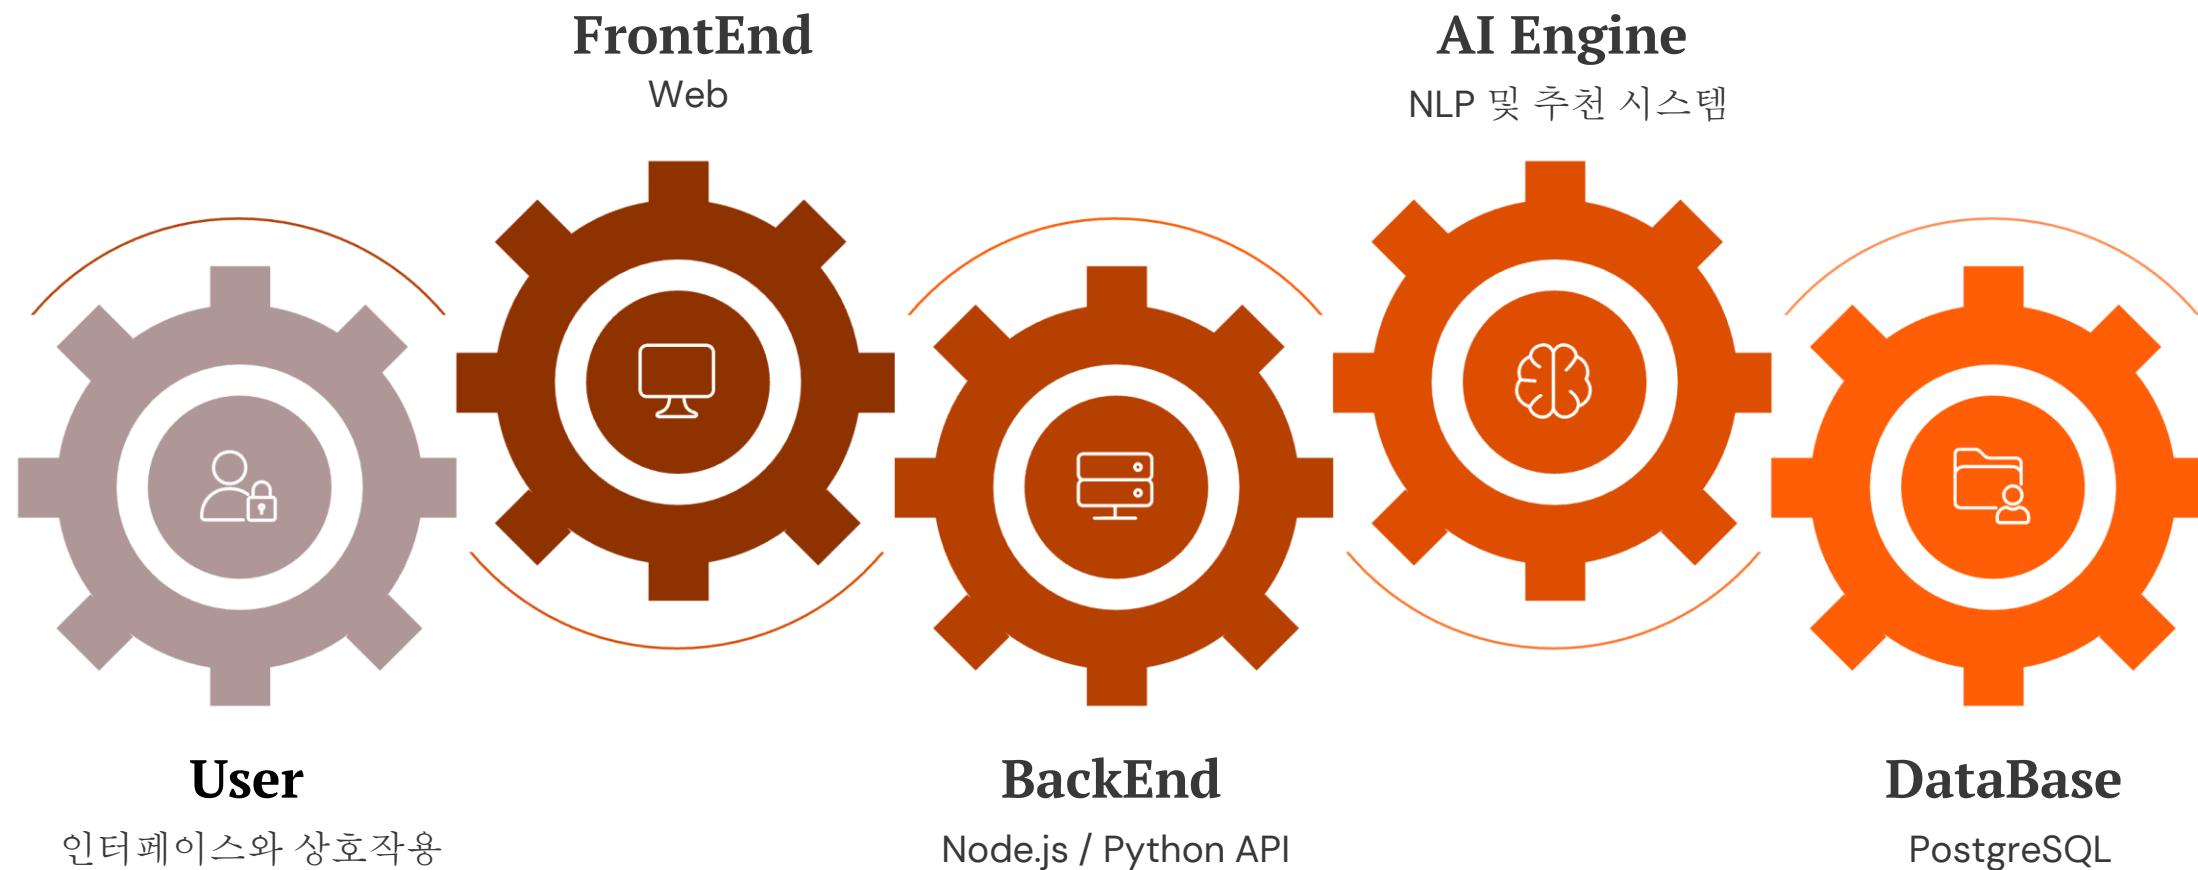 FrontEnd
Web
AI Engine
NLP 및 추천 시스템
User
인터페이스와 상호작용
BackEnd
Node.js / Python API
DataBase
PostgreSQL